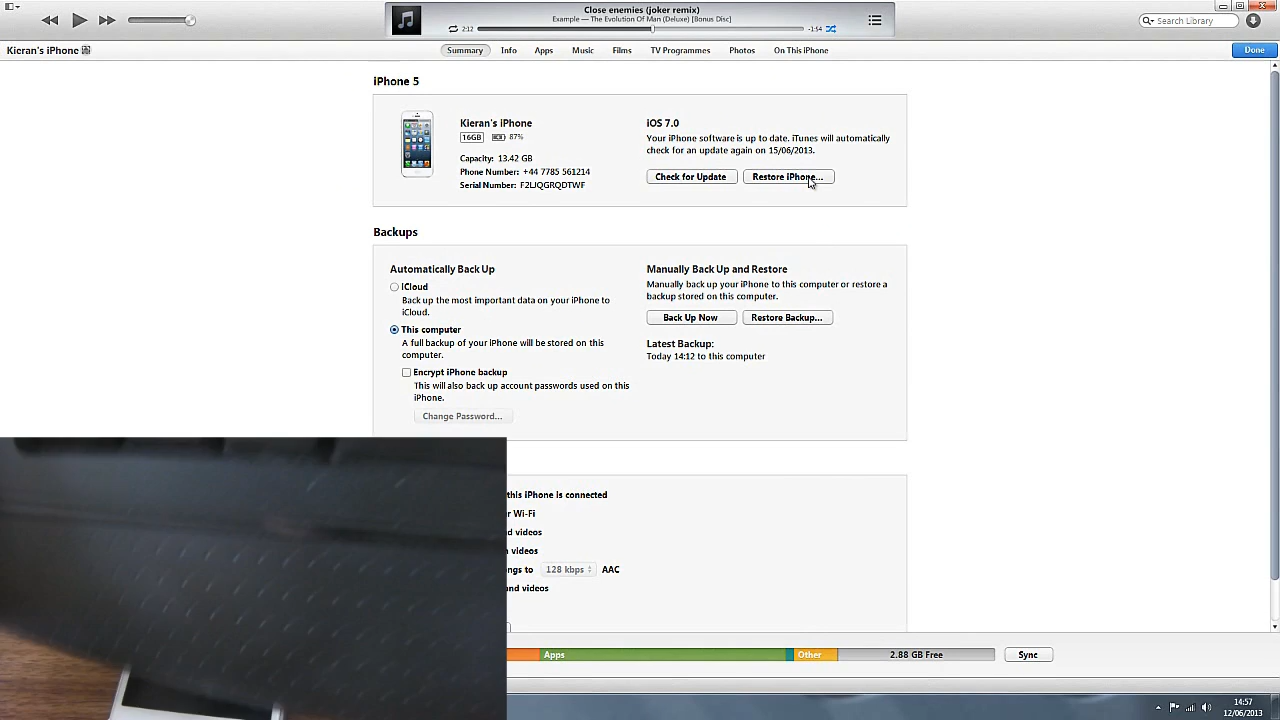 Close enemies (joker remix)
Example — The Evolution Of Man (Deluxe) [Bonus Disc]
2:12
-1:54
Search Library
Kieran's iPhone
Summary
Info
Apps
Music
Films
TV Programmes
Photos
On This iPhone
Done
iPhone 5
Kieran's iPhone
16GB
87%
Capacity: 13.42 GB
Phone Number: +44 7785 561214
Serial Number: F2LJQGRQDTWF
iOS 7.0
Your iPhone software is up to date. iTunes will automatically
check for an update again on 15/06/2013.
Check for Update
Restore iPhone...
Backups
Automatically Back Up
iCloud
Back up the most important data on your iPhone to
iCloud.
This computer
A full backup of your iPhone will be stored on this
computer.
Encrypt iPhone backup
This will also back up account passwords used on this
iPhone.
Change Password...
Manually Back Up and Restore
Manually back up your iPhone to this computer or restore a
backup stored on this computer.
Back Up Now
Restore Backup...
Latest Backup:
Today 14:12 to this computer
this iPhone is connected
r Wi-Fi
d videos
n videos
ngs to
128 kbps
AAC
and videos
Apps
Other
2.88 GB Free
Sync
14:57
12/06/2013